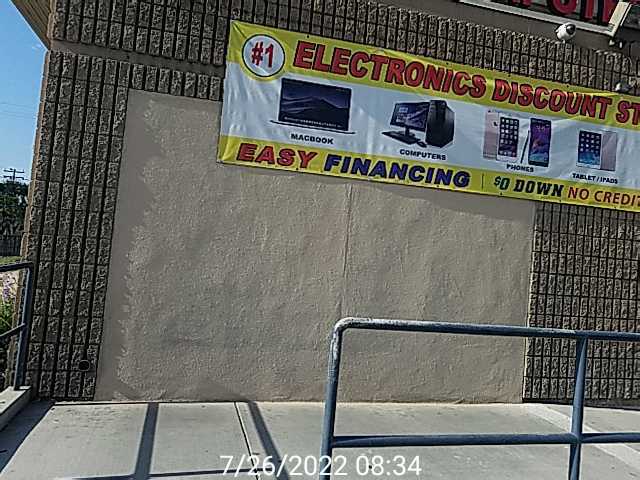 #1 ELECTRONICS DISCOUNT ST
MACBOOK
COMPUTERS
PHONES
TABLET / IPADS
EASY FINANCING $0 DOWN NO CREDIT
7/26/2022 08:34